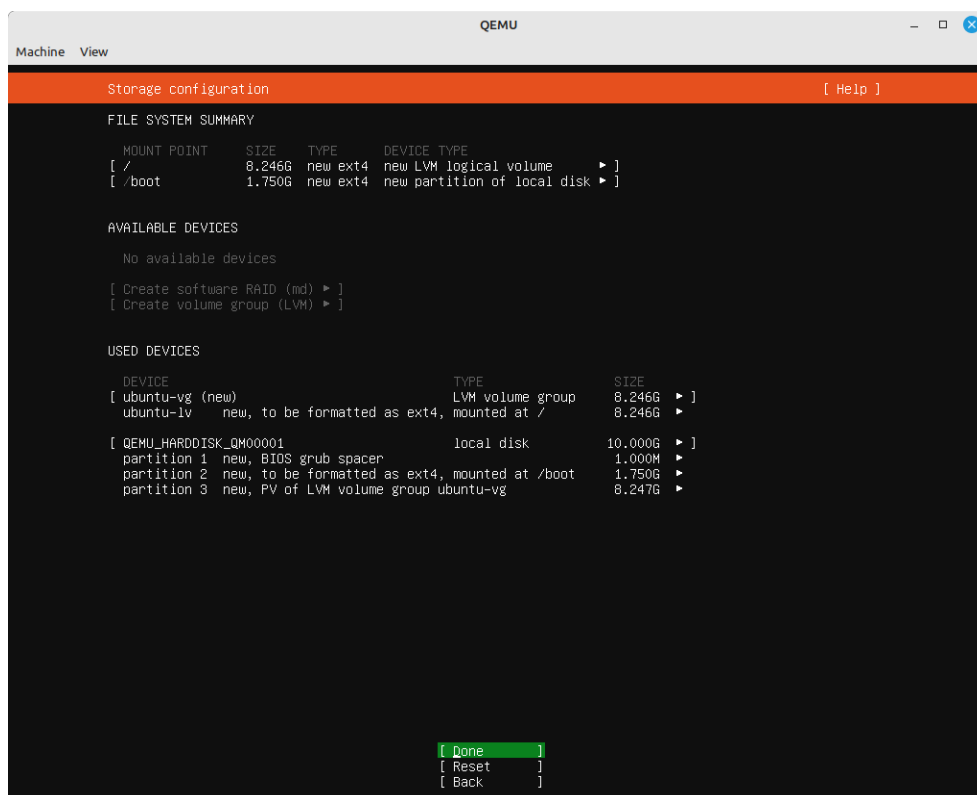 QEMU
Machine View
Storage configuration [ Help ]
FILE SYSTEM SUMMARY
MOUNT POINT SIZE TYPE DEVICE TYPE
[ / 8.246G new ext4 new LVM logical volume ▸ ]
[ /boot 1.750G new ext4 new partition of local disk ▸ ]
AVAILABLE DEVICES
No available devices
[ Create software RAID (md) ▸ ]
[ Create volume group (LVM) ▸ ]
USED DEVICES
DEVICE TYPE SIZE
[ ubuntu-vg (new) LVM volume group 8.246G ▸ ]
ubuntu-lv new, to be formatted as ext4, mounted at / 8.246G ▸
[ QEMU_HARDDISK_QM00001 local disk 10.000G ▸ ]
partition 1 new, BIOS grub spacer 1.000M ▸
partition 2 new, to be formatted as ext4, mounted at /boot 1.750G ▸
partition 3 new, PV of LVM volume group ubuntu-vg 8.247G ▸
[ Done ]
[ Reset ]
[ Back ]